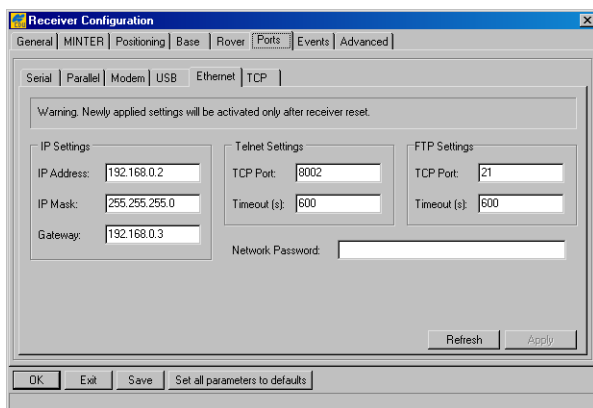 Receiver Configuration
General MINTER Positioning Base Rover Ports Events Advanced
Serial Parallel Modem USB Ethernet TCP
Warning. Newly applied settings will be activated only after receiver reset.
IP Settings
IP Address: 192.168.0.2
IP Mask: 255.255.255.0
Gateway: 192.168.0.3
Telnet Settings
TCP Port: 8002
Timeout (s): 600
FTP Settings
TCP Port: 21
Timeout (s): 600
Network Password:
Refresh Apply
OK Exit Save Set all parameters to defaults